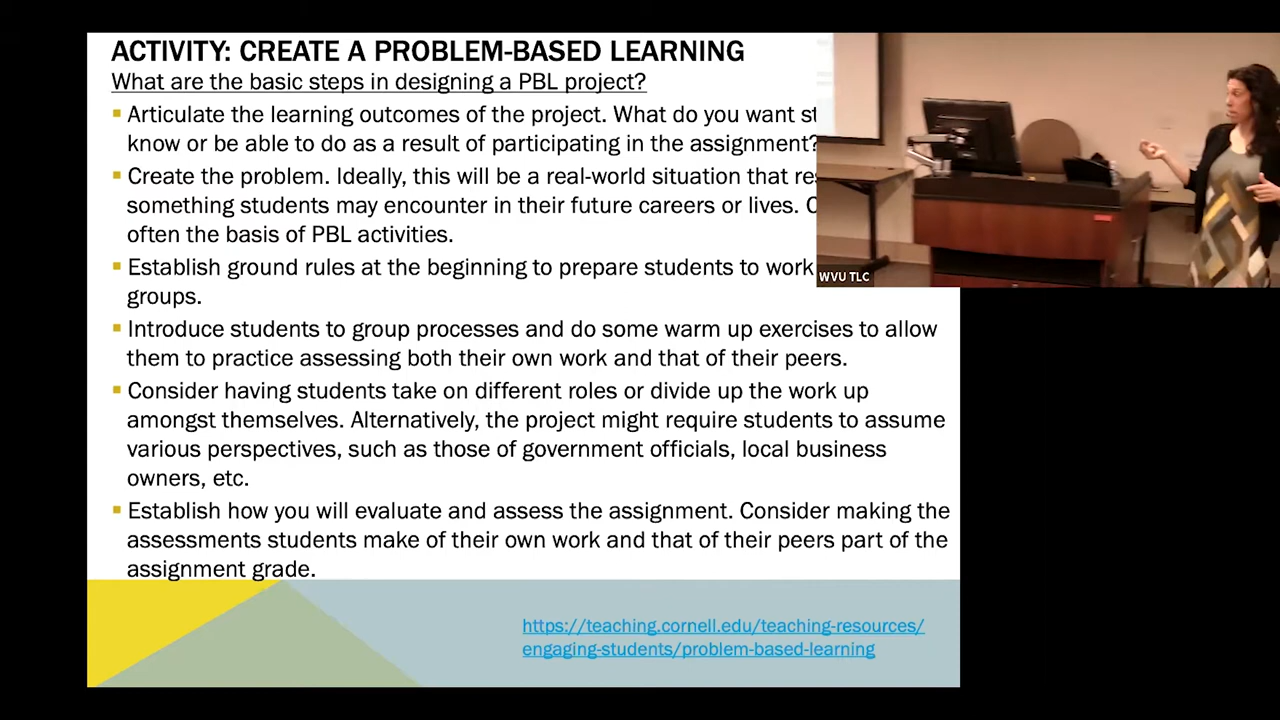 ACTIVITY: CREATE A PROBLEM-BASED LEARNING
What are the basic steps in designing a PBL project?
▪ Articulate the learning outcomes of the project. What do you want
know or be able to do as a result of participating in the assignment?
▪ Create the problem. Ideally, this will be a real-world situation that
something students may encounter in their future careers or lives.
often the basis of PBL activities.
▪ Establish ground rules at the beginning to prepare students to work
groups.
▪ Introduce students to group processes and do some warm up exercises to allow
them to practice assessing both their own work and that of their peers.
▪ Consider having students take on different roles or divide up the work up
amongst themselves. Alternatively, the project might require students to assume
various perspectives, such as those of government officials, local business
owners, etc.
▪ Establish how you will evaluate and assess the assignment. Consider making the
assessments students make of their own work and that of their peers part of the
assignment grade.
https://teaching.cornell.edu/teaching-resources/
engaging-students/problem-based-learning
WVU TLC